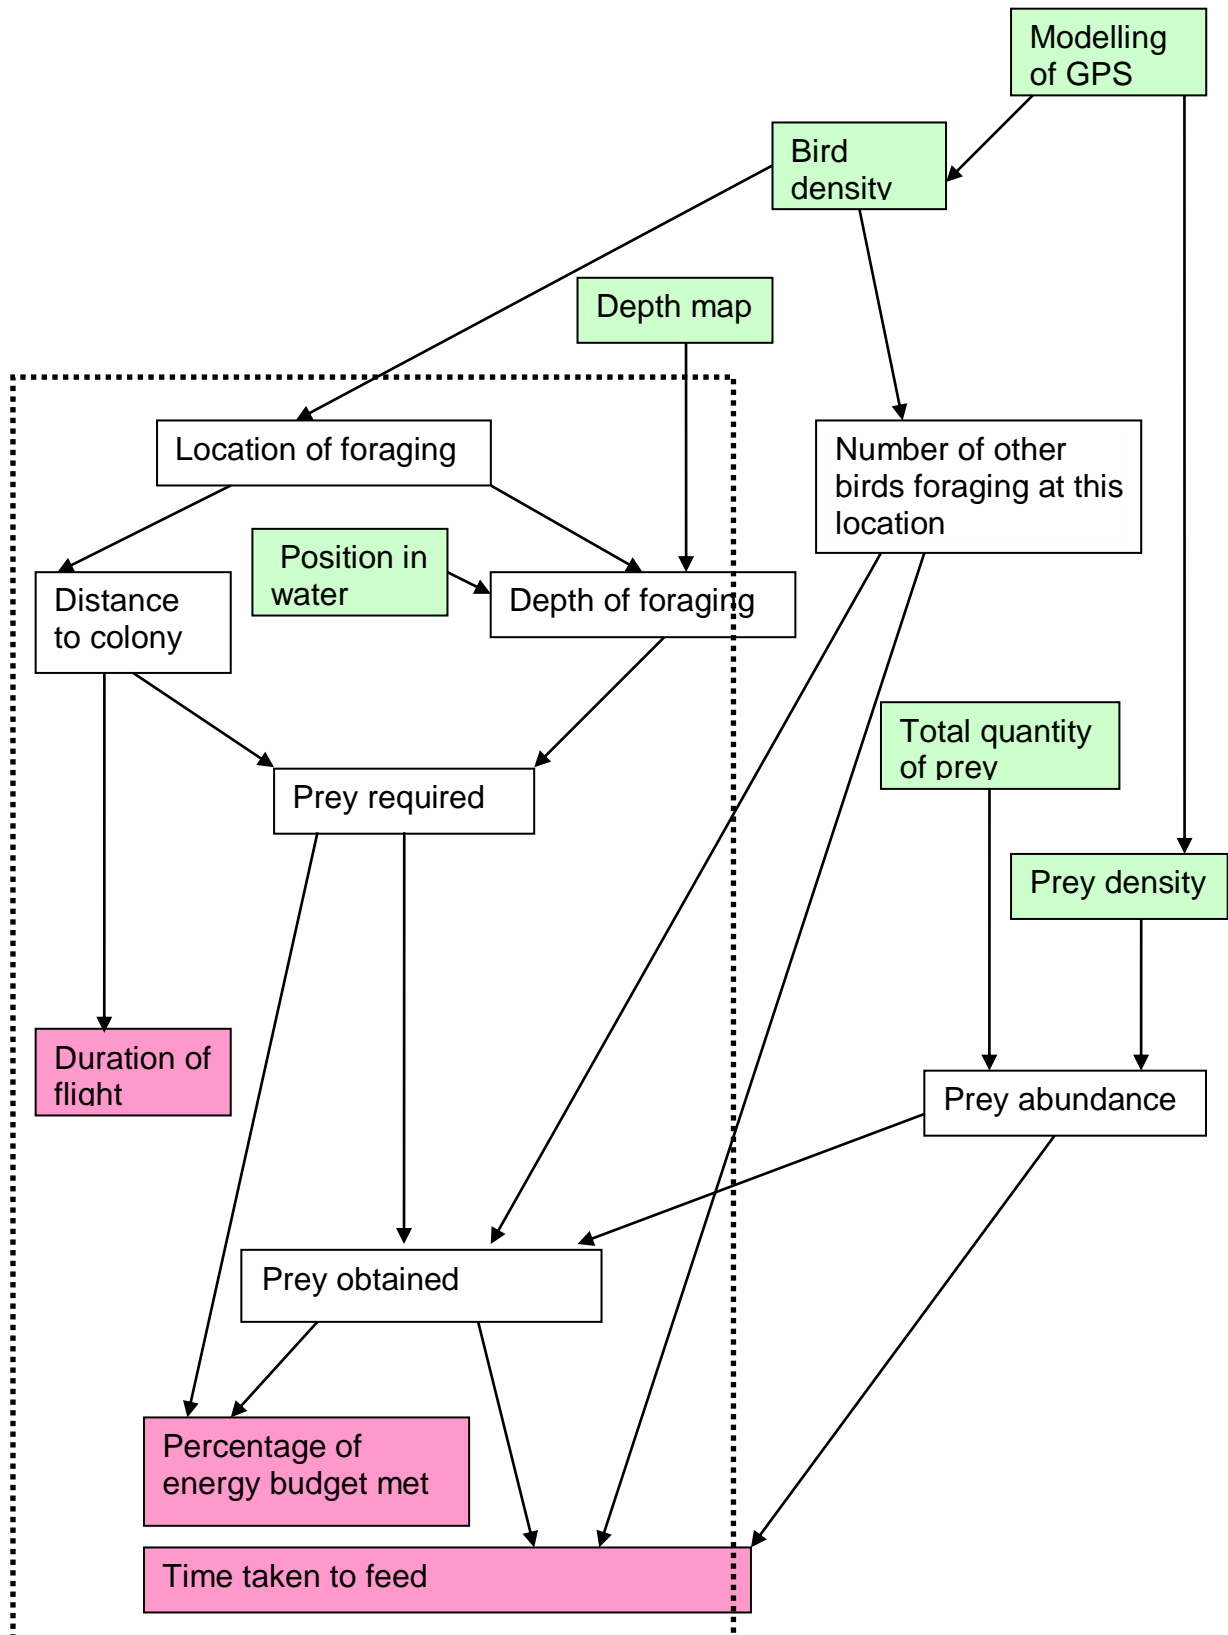 Modelling
of GPS
Bird
density
Depth map
Location of foraging
Number of other
birds foraging at this
location
Position in
water
Distance
to colony
Depth of foraging
Total quantity
of prey
Prey required
Prey density
Duration of
flight
Prey abundance
Prey obtained
Percentage of
energy budget met
Time taken to feed